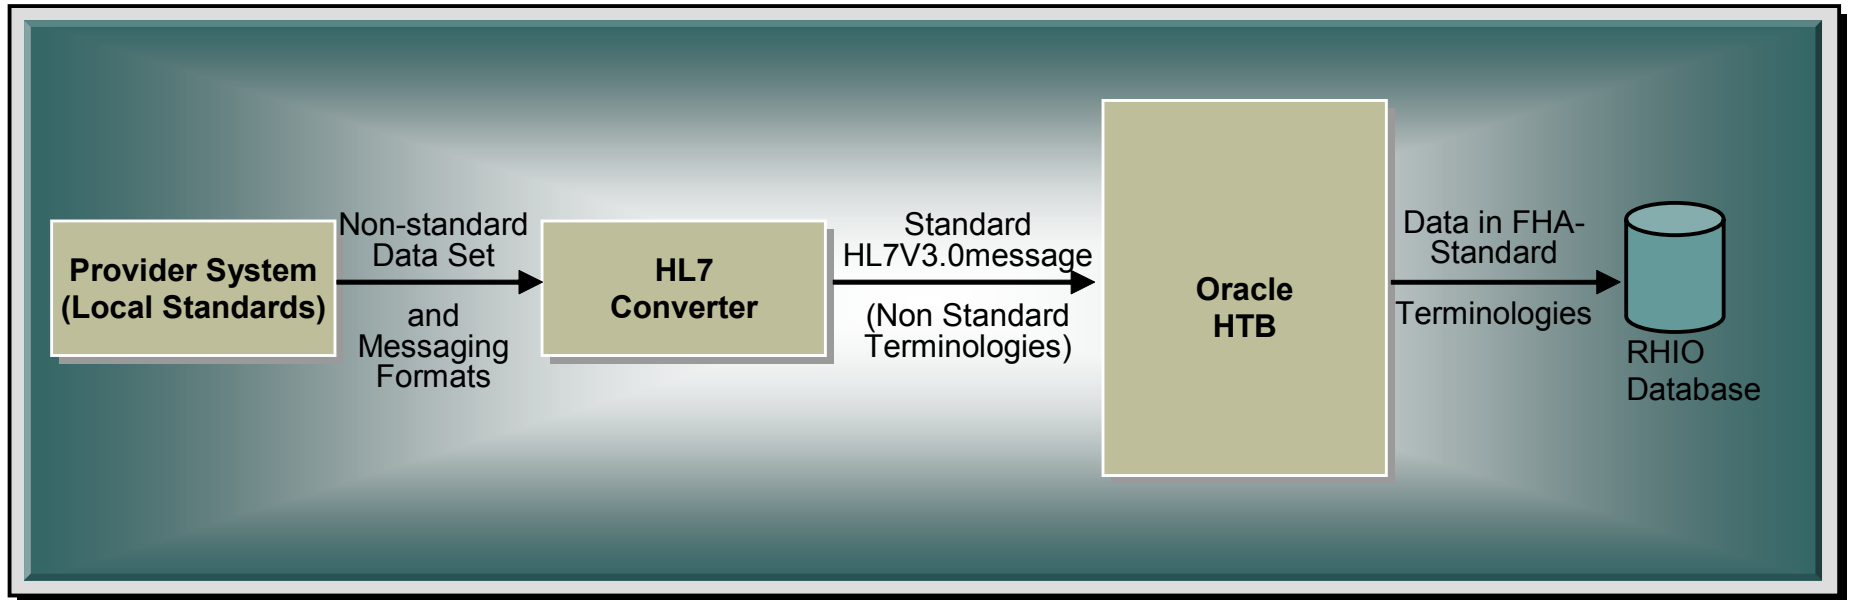 Provider System
(Local Standards)
Non-standard
Data Set
and
Messaging
Formats
HL7
Converter
Standard
HL7V3.0message
(Non Standard
Terminologies)
Oracle
HTB
Data in FHA-
Standard
Terminologies
RHIO
Database